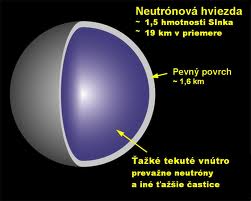 Neutrónová hviezda
~ 1,5 hmotnosti Slnka
~ 19 km v priemere
Pevný povrch
~ 1,6 km
Ťažké tekuté vnútro
prevažne neutróny
a iné ťažšie častice